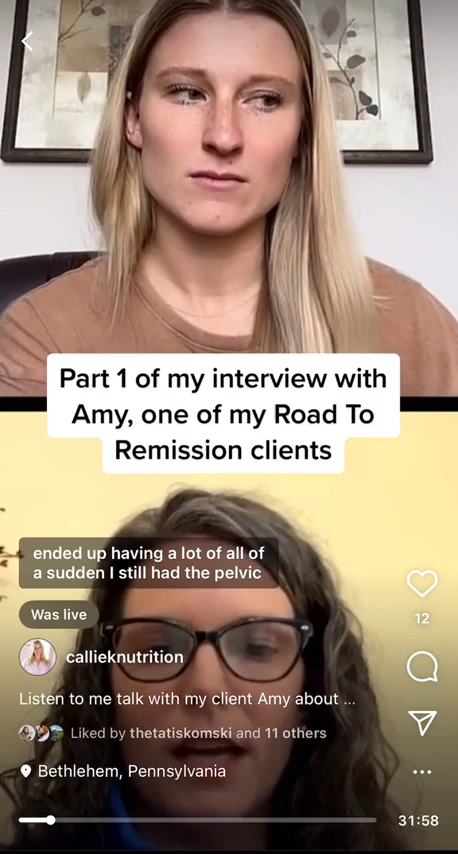 Part 1 of my interview with
Amy, one of my Road To
Remission clients
ended up having a lot of all of
a sudden I still had the pelvic
Was live
12
callieknutrition
Listen to me talk with my client Amy about ...
Liked by thetatiskomski and 11 others
Bethlehem, Pennsylvania
31:58